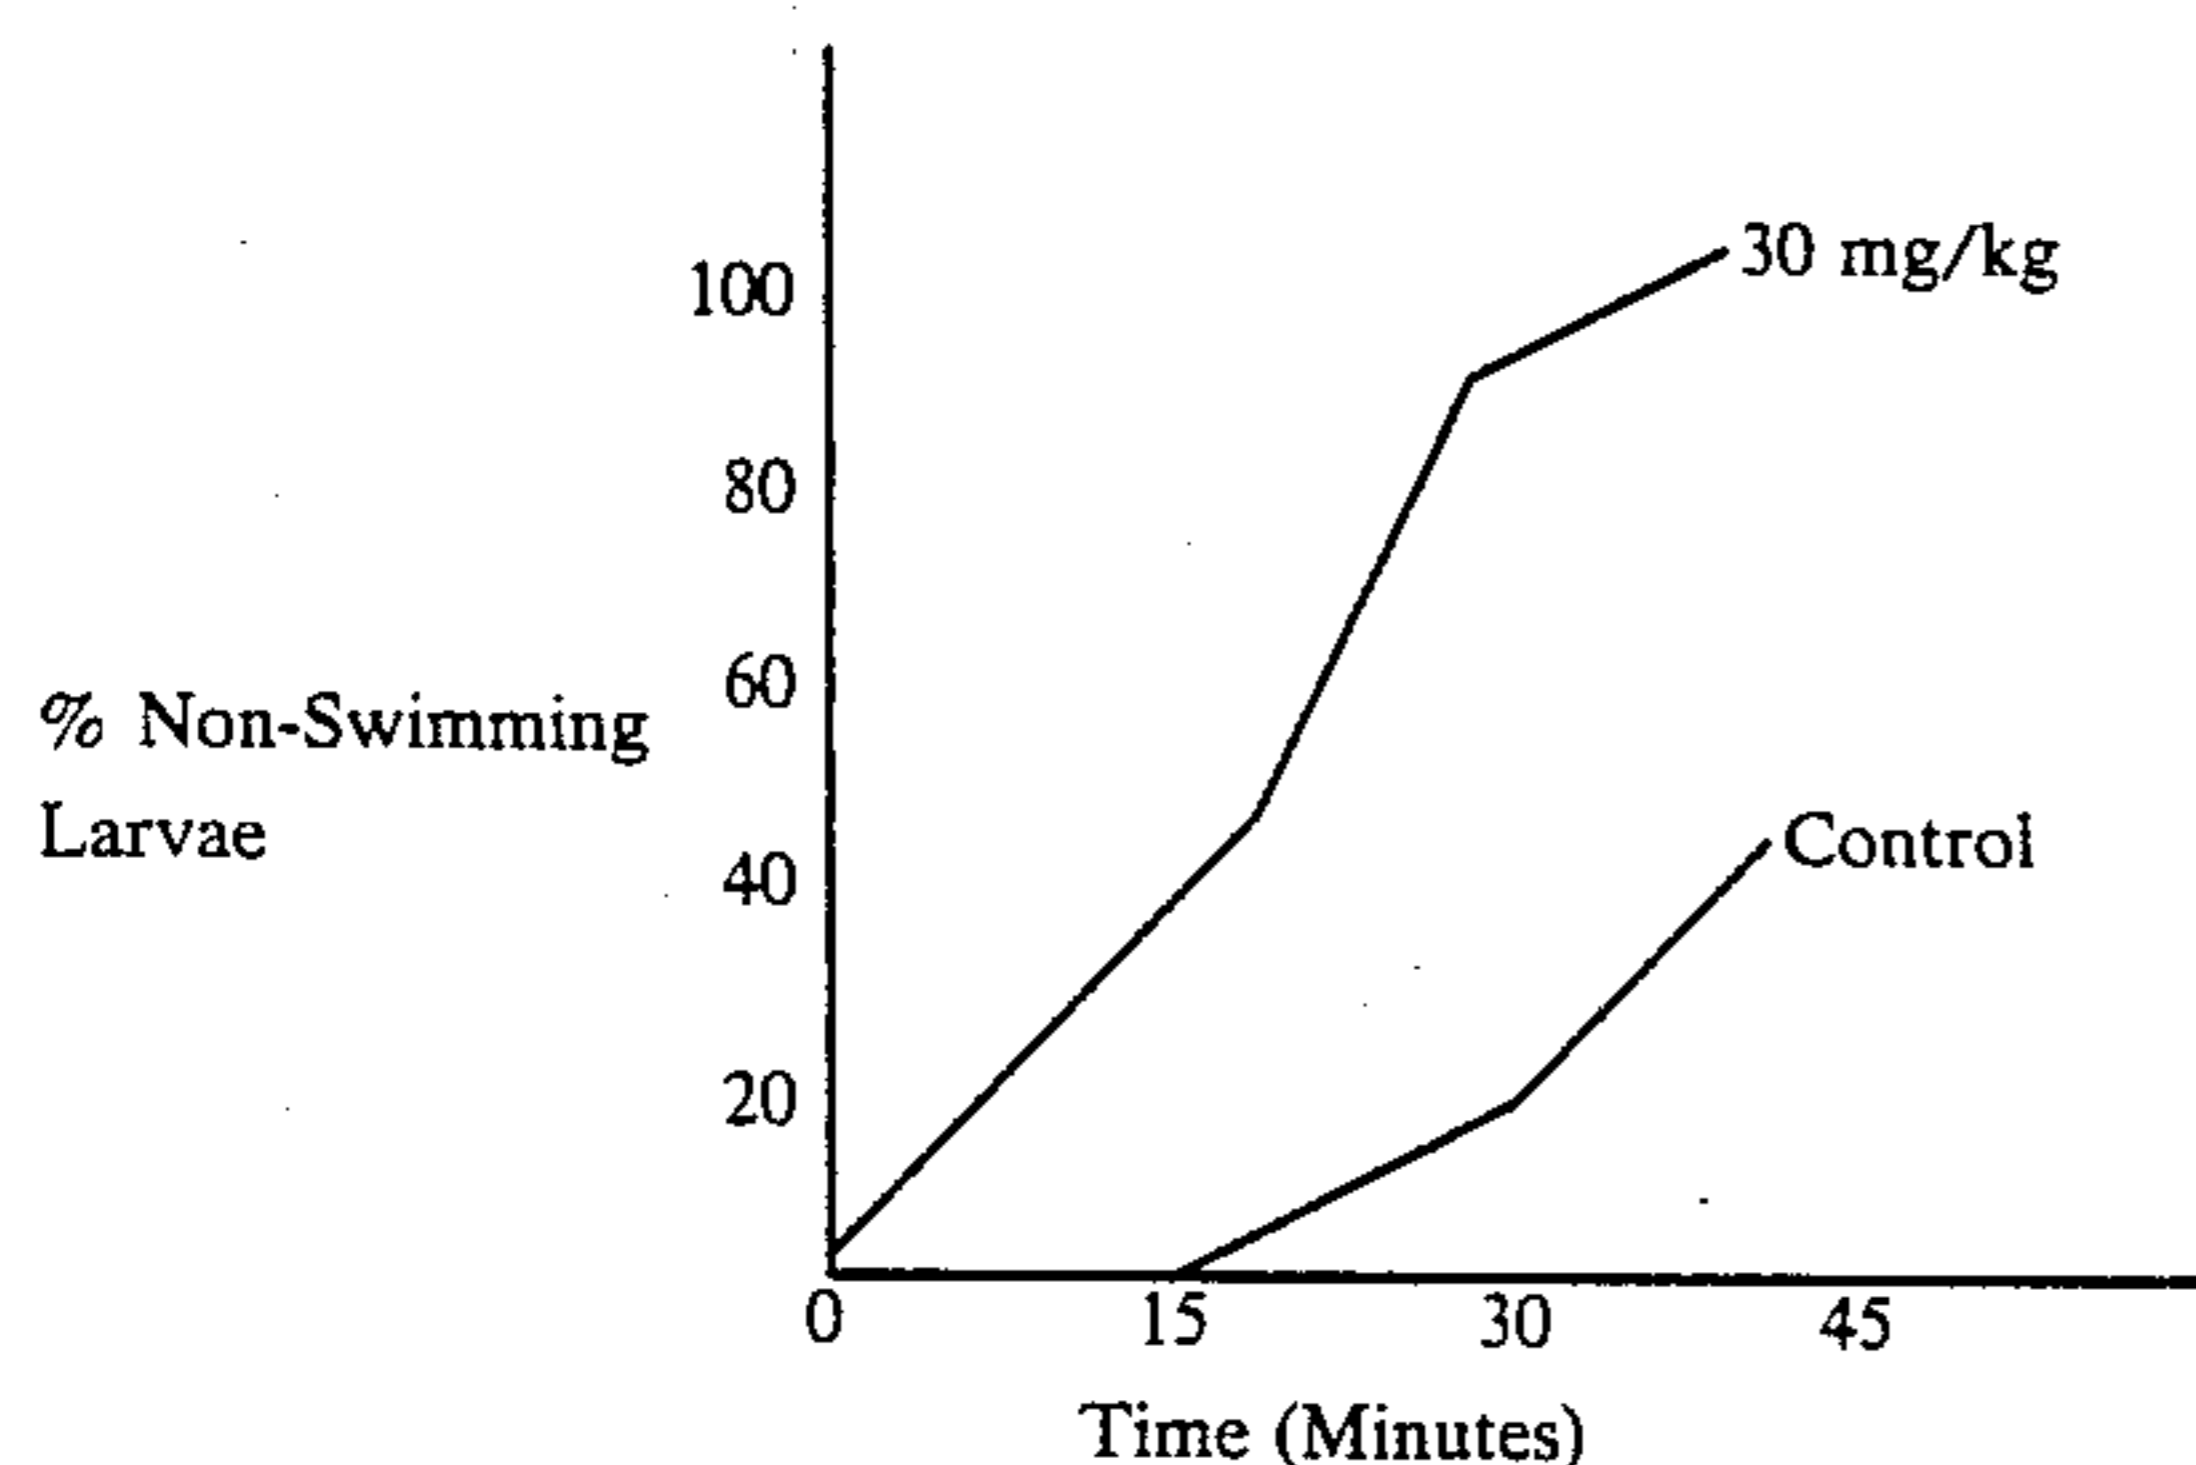 100
80
60
40
20
% Non-Swimming
Larvae
30 mg/kg
Control
0 15 30 45
Time (Minutes)